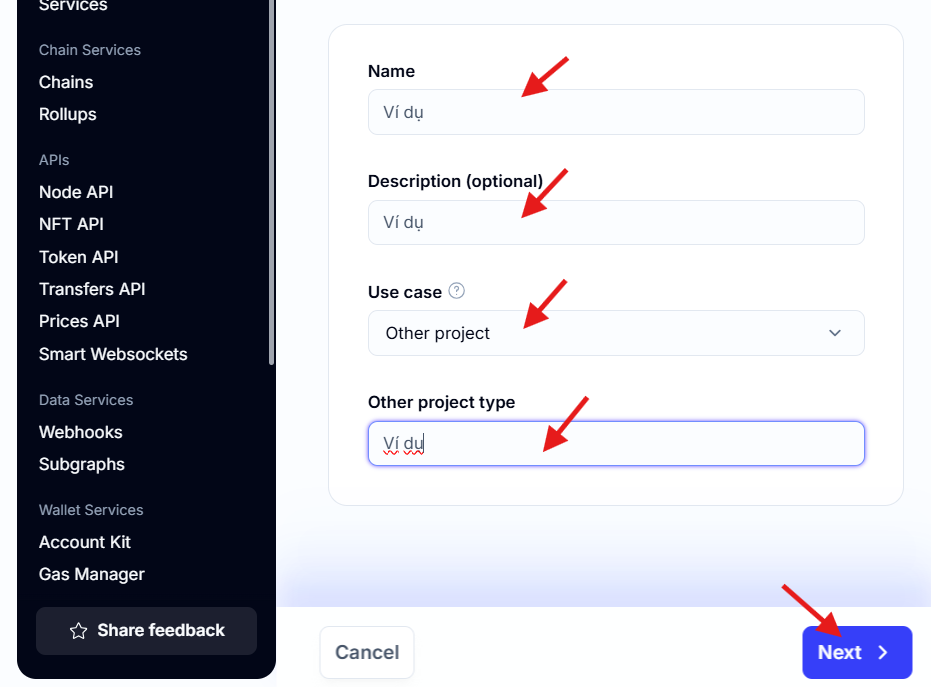 Services
Chain Services
Chains
Rollups
APIs
Node API
NFT API
Token API
Transfers API
Prices API
Smart Websockets
Data Services
Webhooks
Subgraphs
Wallet Services
Account Kit
Gas Manager
Share feedback
Name
Ví dụ
Description (optional)
Ví dụ
Use case ?
Other project
Other project type
Ví dụ
Cancel
Next